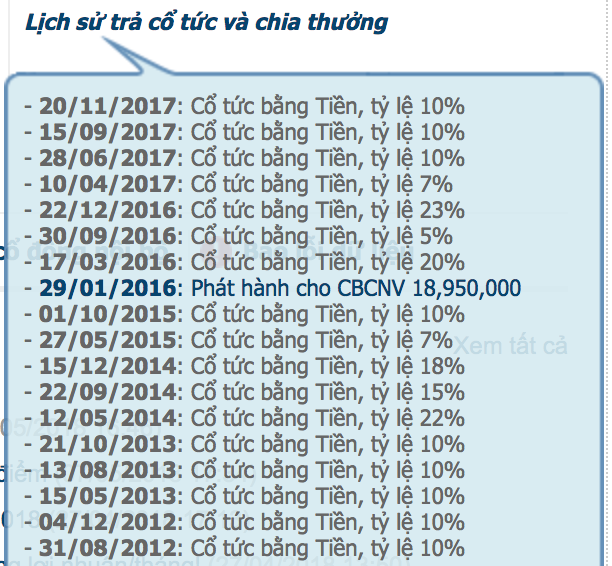 Lịch sử trả cổ tức và chia thưởng
- 20/11/2017: Cổ tức bằng Tiền, tỷ lệ 10%
- 15/09/2017: Cổ tức bằng Tiền, tỷ lệ 10%
- 28/06/2017: Cổ tức bằng Tiền, tỷ lệ 10%
- 10/04/2017: Cổ tức bằng Tiền, tỷ lệ 7%
- 22/12/2016: Cổ tức bằng Tiền, tỷ lệ 23%
- 30/09/2016: Cổ tức bằng Tiền, tỷ lệ 5%
- 17/03/2016: Cổ tức bằng Tiền, tỷ lệ 20%
- 29/01/2016: Phát hành cho CBCNV 18,950,000
- 01/10/2015: Cổ tức bằng Tiền, tỷ lệ 10%
- 27/05/2015: Cổ tức bằng Tiền, tỷ lệ 7%
Xem tất cả
- 15/12/2014: Cổ tức bằng Tiền, tỷ lệ 18%
- 22/09/2014: Cổ tức bằng Tiền, tỷ lệ 15%
- 12/05/2014: Cổ tức bằng Tiền, tỷ lệ 22%
- 21/10/2013: Cổ tức bằng Tiền, tỷ lệ 10%
- 13/08/2013: Cổ tức bằng Tiền, tỷ lệ 10%
- 15/05/2013: Cổ tức bằng Tiền, tỷ lệ 10%
- 04/12/2012: Cổ tức bằng Tiền, tỷ lệ 10%
- 31/08/2012: Cổ tức bằng Tiền, tỷ lệ 10%